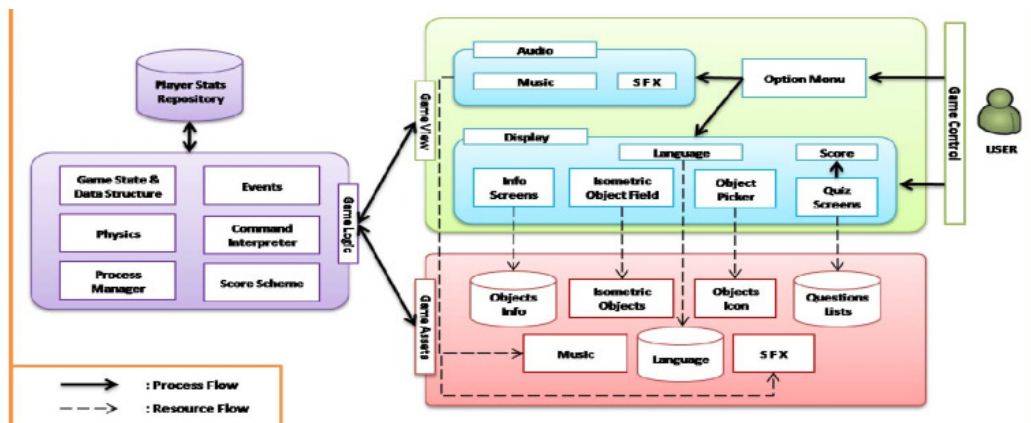 Player Stats
Repository
Game State &
Data Structure
Events
Physics
Command
Interpreter
Process
Manager
Score Scheme
Game Logic
Game View
Game Assets
Audio
Music
S F X
Option Menu
Display
Language
Score
Info
Screens
Isometric
Object Field
Object
Picker
Quiz
Screens
Game Control
USER
Objects
Info
Isometric
Objects
Objects
Icon
Questions
Lists
Music
Language
S F X
: Process Flow
: Resource Flow